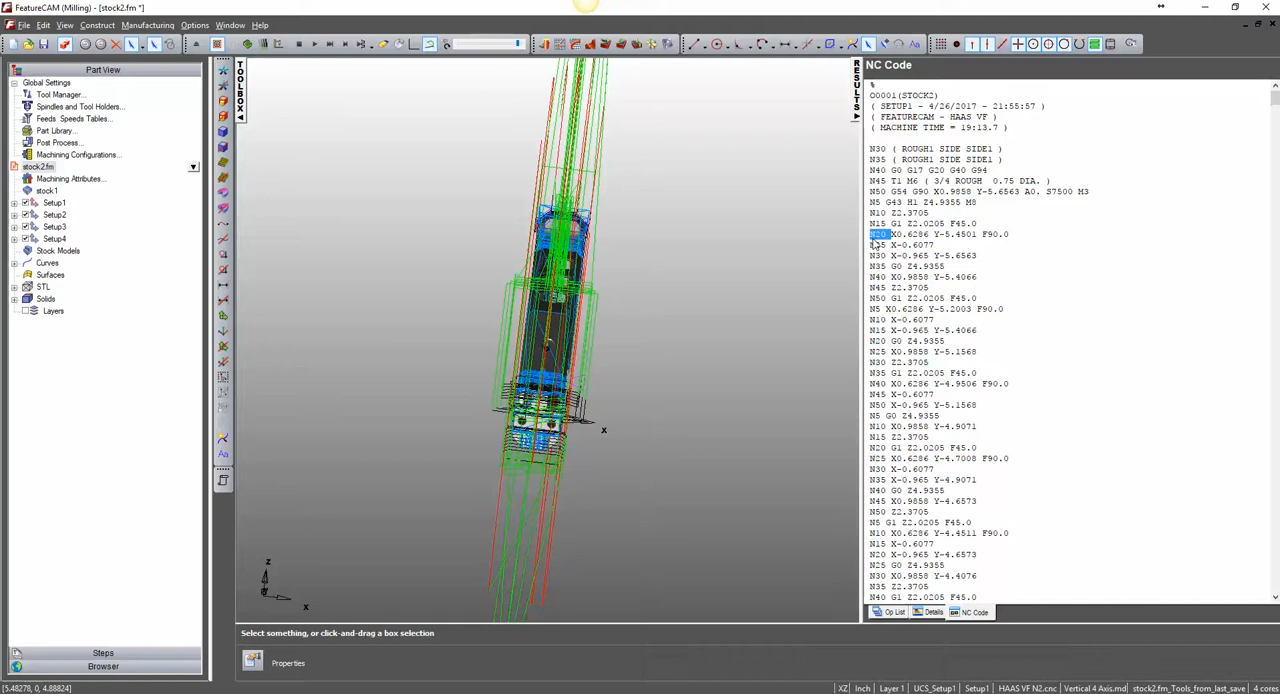 FeatureCAM (Milling) - [stock2.fm *]
File Edit View Construct Manufacturing Options Window Help
Part View
Global Settings
Tool Manager...
Spindles and Tool Holders...
Feeds Speeds Tables...
Part Library...
Post Process...
Machining Configurations...
stock2.fm
Machining Attributes...
stock1
Setup1
Setup2
Setup3
Setup4
Stock Models
Curves
Surfaces
STL
Solids
Layers
Steps
Browser
TOOLBOX
x
z
x
RESULTS
NC Code
%
O0001(STOCK2)
( SETUP1 - 4/26/2017 - 21:55:57 )
( FEATURECAM - HAAS VF )
( MACHINE TIME = 19:13.7 )
N30 ( ROUGH1 SIDE SIDE1 )
N35 ( ROUGH1 SIDE SIDE1 )
N40 G0 G17 G20 G40 G94
N45 T1 M6 ( 3/4 ROUGH 0.75 DIA. )
N50 G54 G90 X0.9858 Y-5.6563 A0. S7500 M3
N5 G43 H1 Z4.9355 M8
N10 Z2.3705
N15 G1 Z2.0205 F45.0
N20 X0.6286 Y-5.4501 F90.0
X-0.6077
N30 X-0.965 Y-5.6563
N35 G0 Z4.9355
N40 X0.9858 Y-5.4066
N45 Z2.3705
N50 G1 Z2.0205 F45.0
N5 X0.6286 Y-5.2003 F90.0
N10 X-0.6077
N15 X-0.965 Y-5.4066
N20 G0 Z4.9355
N25 X0.9858 Y-5.1568
N30 Z2.3705
N35 G1 Z2.0205 F45.0
N40 X0.6286 Y-4.9506 F90.0
N45 X-0.6077
N50 X-0.965 Y-5.1568
N5 G0 Z4.9355
N10 X0.9858 Y-4.9071
N15 Z2.3705
N20 G1 Z2.0205 F45.0
N25 X0.6286 Y-4.7008 F90.0
N30 X-0.6077
N35 X-0.965 Y-4.9071
N40 G0 Z4.9355
N45 X0.9858 Y-4.6573
N50 Z2.3705
N5 G1 Z2.0205 F45.0
N10 X0.6286 Y-4.4511 F90.0
N15 X-0.6077
N20 X-0.965 Y-4.6573
N25 G0 Z4.9355
N30 X0.9858 Y-4.4076
N35 Z2.3705
N40 G1 Z2.0205 F45.0
Op List Details NC Code
Select something, or click-and-drag a box selection
Properties
[5.48278, 0, 4.88824] XZ Inch Layer 1 UCS_Setup1 Setup1 HAAS VF N2.cnc Vertical 4 Axis.md stock2.fm_Tools_from_last_save 4 cores